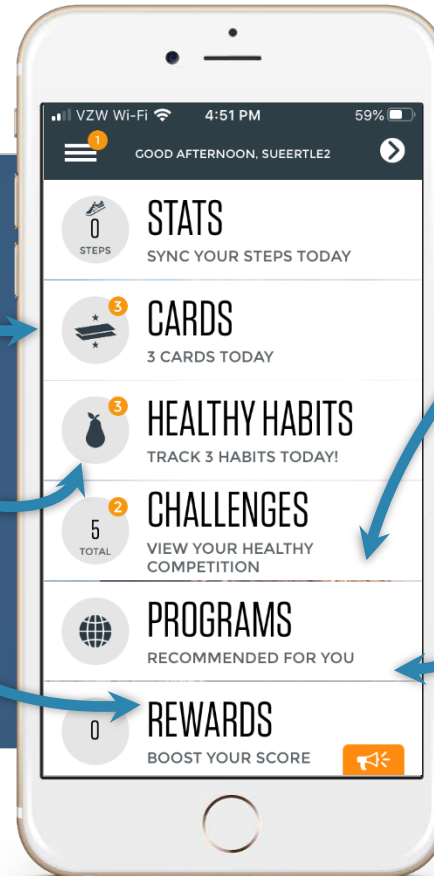 VZW Wi-Fi 4:51 PM 59%
1
GOOD AFTERNOON, SUEERTLE2
0
STEPS
STATS
SYNC YOUR STEPS TODAY
3
CARDS
3 CARDS TODAY
3
HEALTHY HABITS
TRACK 3 HABITS TODAY!
2
5
TOTAL
CHALLENGES
VIEW YOUR HEALTHY
COMPETITION
PROGRAMS
RECOMMENDED FOR YOU
0
REWARDS
BOOST YOUR SCORE